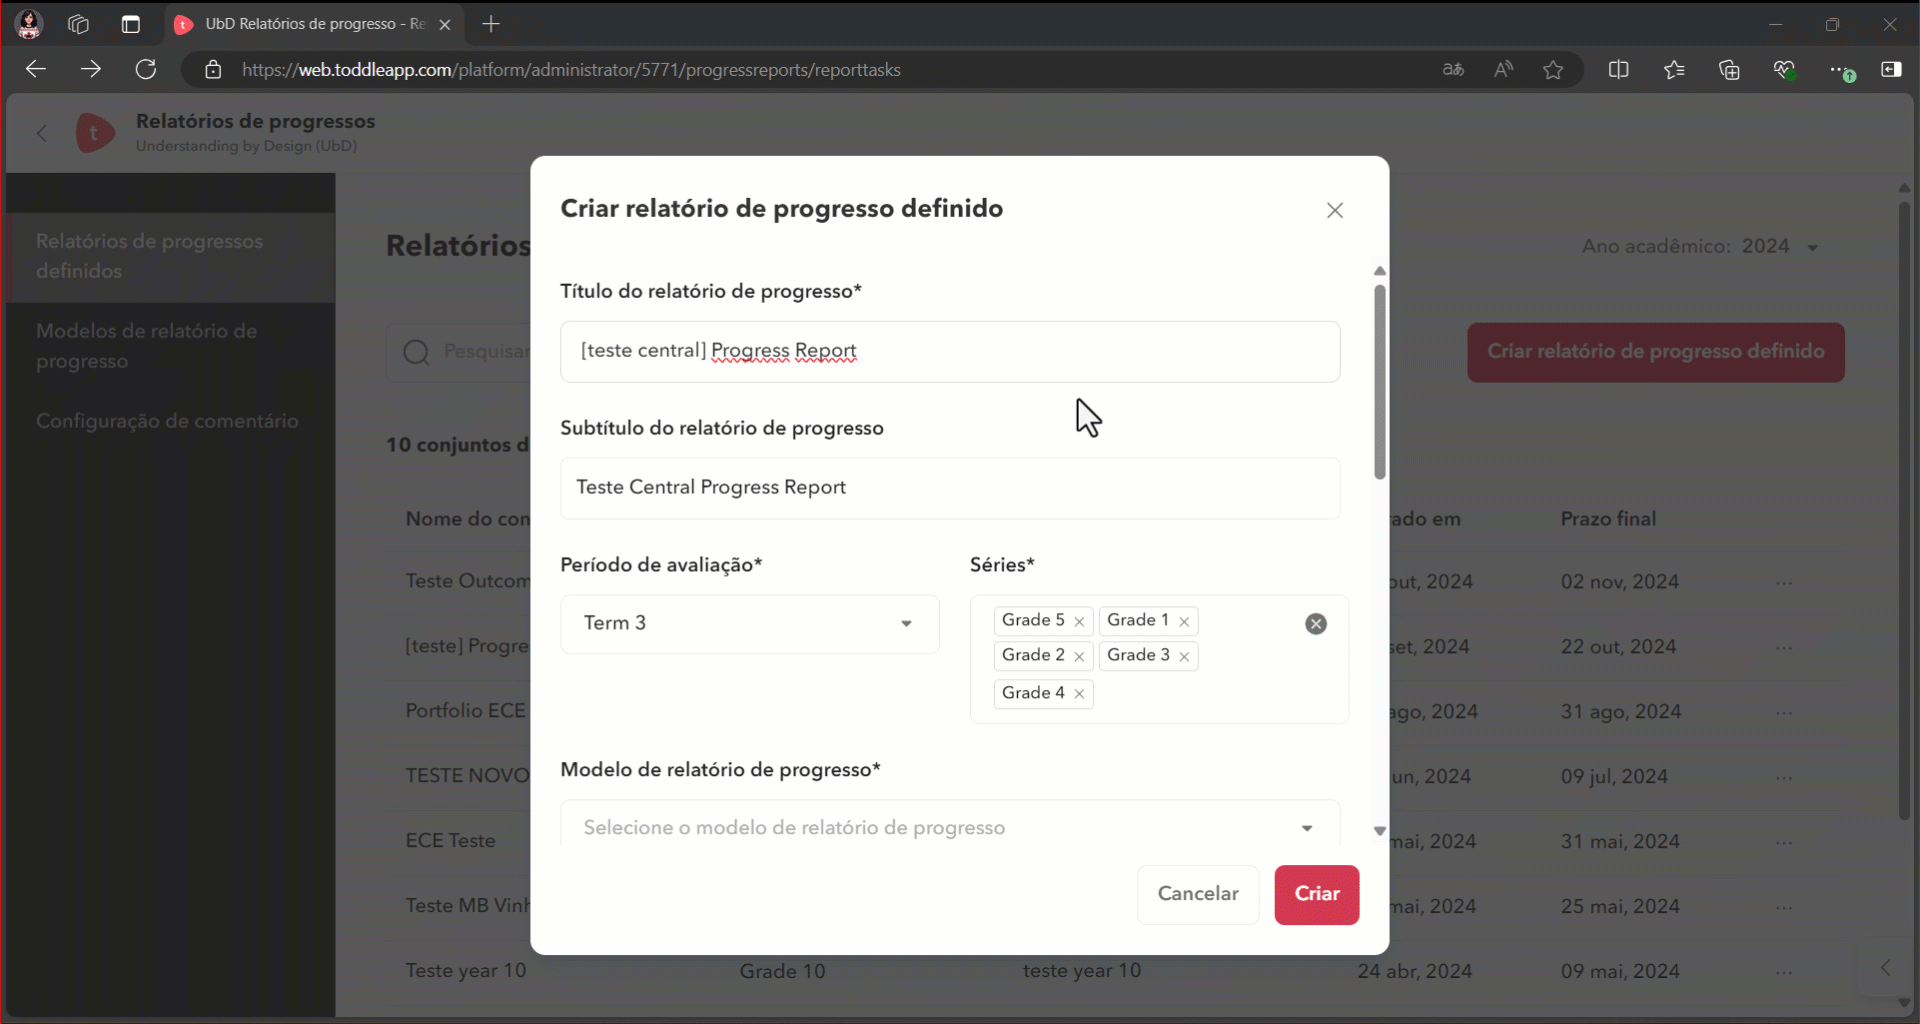 UbD Relatórios de progresso - Re
https://web.toddleapp.com/platform/administrator/5771/progressreports/reporttasks
aあ
t
Relatórios de progressos
Understanding by Design (UbD)
Relatórios de progressos
definidos
Modelos de relatório de
progresso
Configuração de comentário
Relatórios
Ano acadêmico: 2024
Pesquisar
Criar relatório de progresso definido
10 conjuntos d
Nome do con
ado em
Prazo final
Teste Outcom
out, 2024
02 nov, 2024
[teste] Progre
set, 2024
22 out, 2024
Portfolio ECE
ago, 2024
31 ago, 2024
TESTE NOVO
un, 2024
09 jul, 2024
ECE Teste
mai, 2024
31 mai, 2024
Teste MB Vinh
mai, 2024
25 mai, 2024
Teste year 10
Grade 10
teste year 10
24 abr, 2024
09 mai, 2024
Criar relatório de progresso definido
Título do relatório de progresso*
[teste central] Progress Report
Subtítulo do relatório de progresso
Teste Central Progress Report
Período de avaliação*
Séries*
Term 3
Grade 5
Grade 1
Grade 2
Grade 3
Grade 4
Modelo de relatório de progresso*
Selecione o modelo de relatório de progresso
Cancelar
Criar